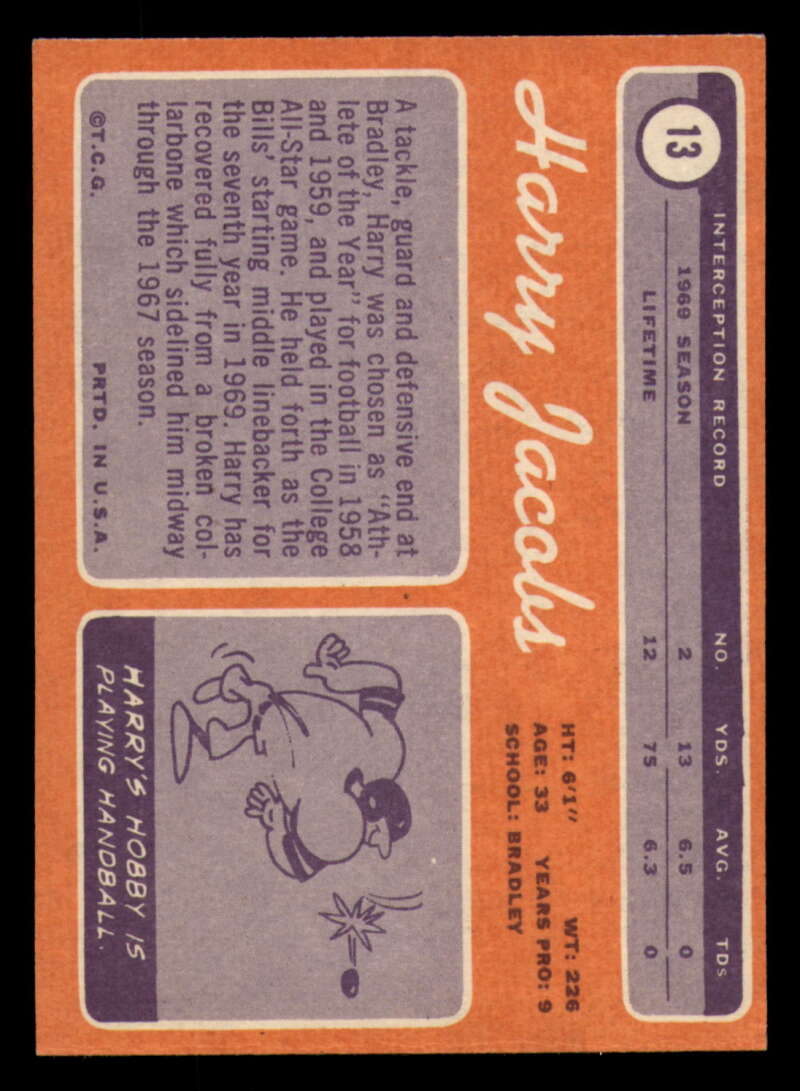 13
INTERCEPTION RECORD NO. YDS. AVG. TDS
1969 SEASON 2 13 6.5 0
LIFETIME 12 75 6.3 0
Harry Jacobs
HT: 6'1" WT: 226
AGE: 33 YEARS PRO: 9
SCHOOL: BRADLEY
A tackle, guard and defensive end at
Bradley, Harry was chosen as "Ath-
lete of the Year" for football in 1958
and 1959, and played in the College
All-Star game. He held forth as the
Bills' starting middle linebacker for
the seventh year in 1969. Harry has
recovered fully from a broken col-
larbone which sidelined him midway
through the 1967 season.
©T.C.G. PRTD. IN U.S.A.
HARRY'S HOBBY IS
PLAYING HANDBALL.